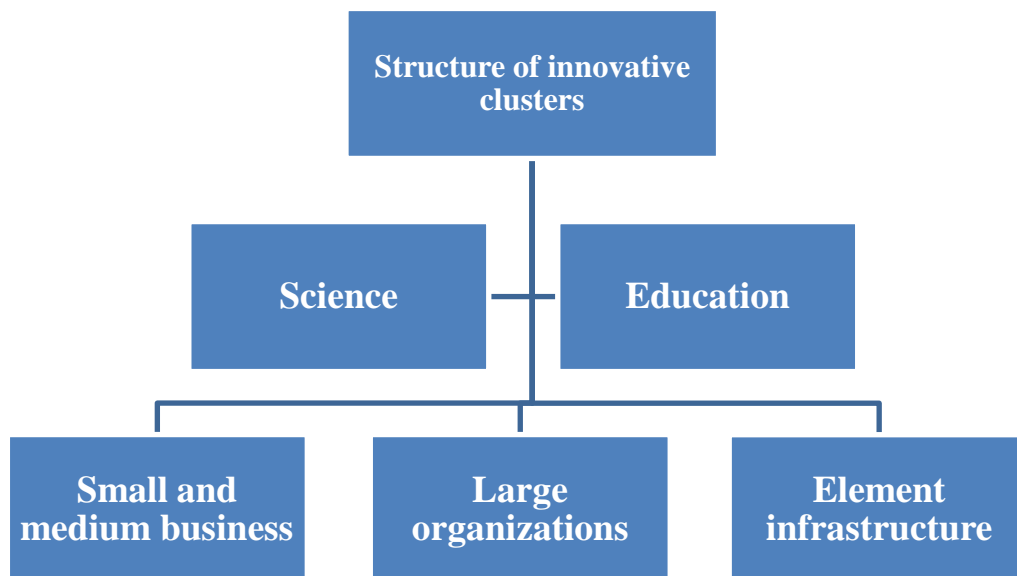 Structure of innovative
clusters
Science
Education
Small and
medium business
Large
organizations
Element
infrastructure